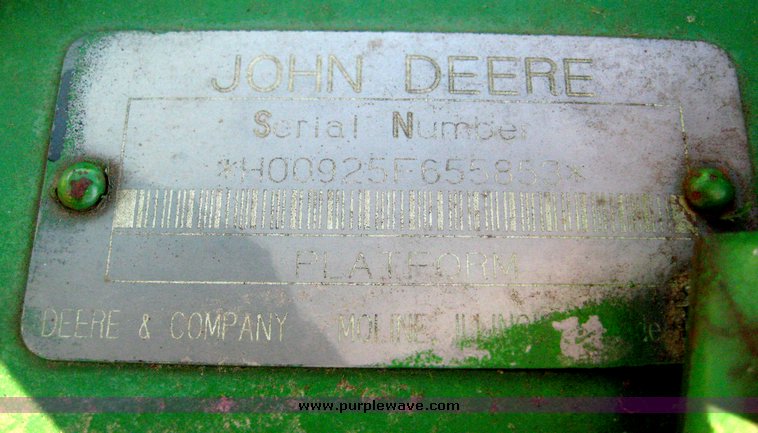 JOHN DEERE
Serial Number
*H00925F655853*
PLATFORM
DEERE & COMPANY MOLINE, ILLINOIS
www.purplewave.com